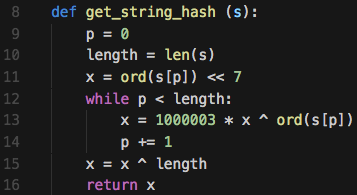 8 def get_string_hash (s):
9 p = 0
10 length = len(s)
11 x = ord(s[p]) << 7
12 while p < length:
13 x = 1000003 * x ^ ord(s[p])
14 p += 1
15 x = x ^ length
16 return x